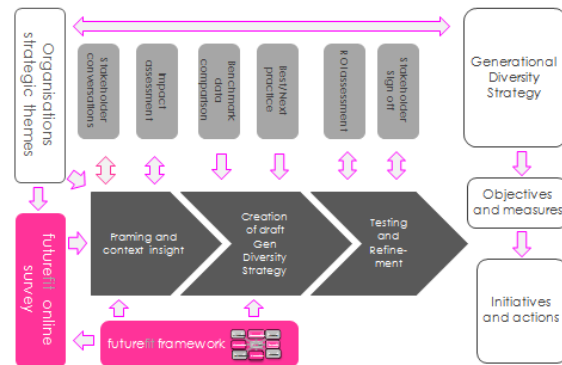 Organisations
strategic themes
Stakeholder
conversations
Impact
assessment
Benchmark
data
comparison
Best/Next
practice
ROI assessment
Stakeholder
Sign off
Generational
Diversity
Strategy
Framing and
context insight
Creation
of draft
Gen
Diversity
Strategy
Testing
and
Refine-
ment
Objectives
and measures
futurefit online
survey
Initiatives
and actions
futurefit framework